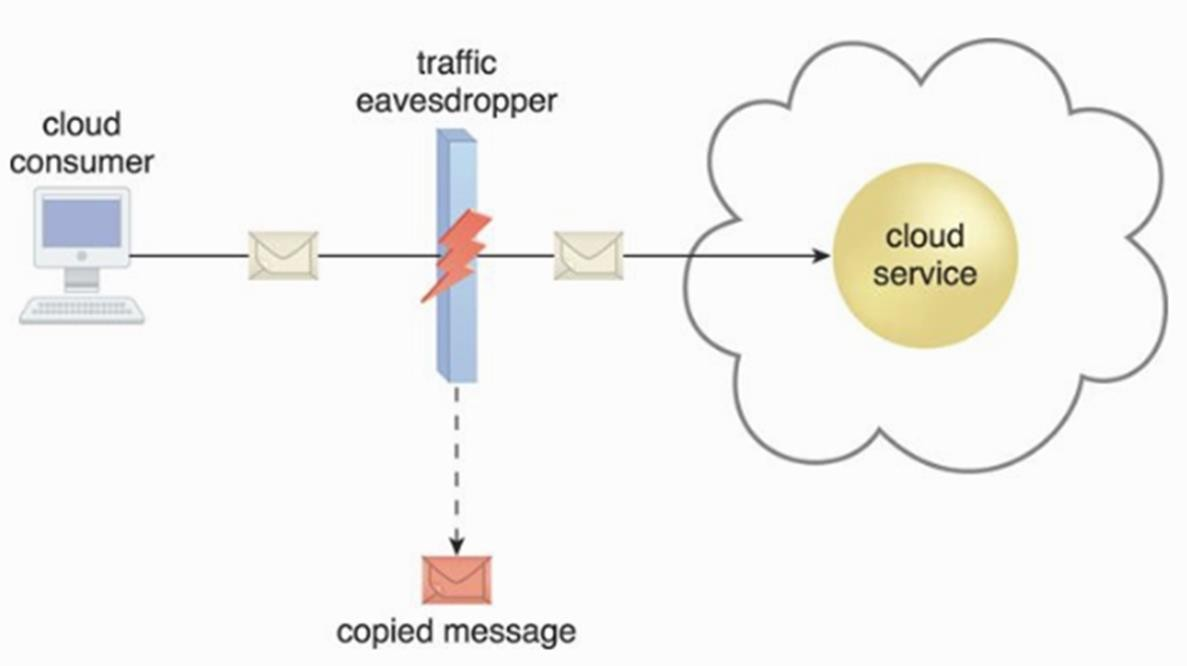 traffic
eavesdropper
cloud
consumer
cloud
service
copied message